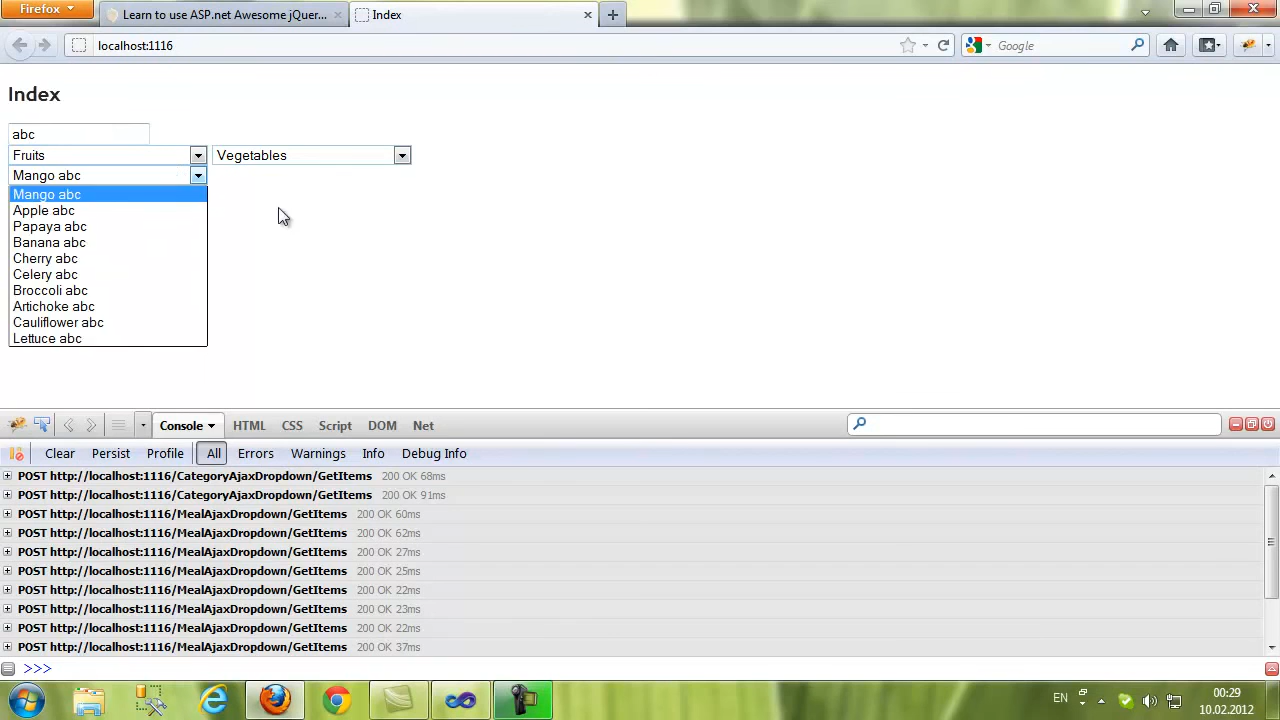 Firefox
Learn to use ASP.net Awesome jQuer...
Index
localhost:1116
Google
Index
abc
Fruits
Vegetables
Mango abc
Mango abc
Apple abc
Papaya abc
Banana abc
Cherry abc
Celery abc
Broccoli abc
Artichoke abc
Cauliflower abc
Lettuce abc
Console HTML CSS Script DOM Net
Clear Persist Profile All Errors Warnings Info Debug Info
POST http://localhost:1116/CategoryAjaxDropdown/GetItems 200 OK 68ms
POST http://localhost:1116/CategoryAjaxDropdown/GetItems 200 OK 91ms
POST http://localhost:1116/MealAjaxDropdown/GetItems 200 OK 60ms
POST http://localhost:1116/MealAjaxDropdown/GetItems 200 OK 62ms
POST http://localhost:1116/MealAjaxDropdown/GetItems 200 OK 27ms
POST http://localhost:1116/MealAjaxDropdown/GetItems 200 OK 25ms
POST http://localhost:1116/MealAjaxDropdown/GetItems 200 OK 22ms
POST http://localhost:1116/MealAjaxDropdown/GetItems 200 OK 23ms
POST http://localhost:1116/MealAjaxDropdown/GetItems 200 OK 22ms
POST http://localhost:1116/MealAjaxDropdown/GetItems 200 OK 37ms
>>>
EN
00:29
10.02.2012